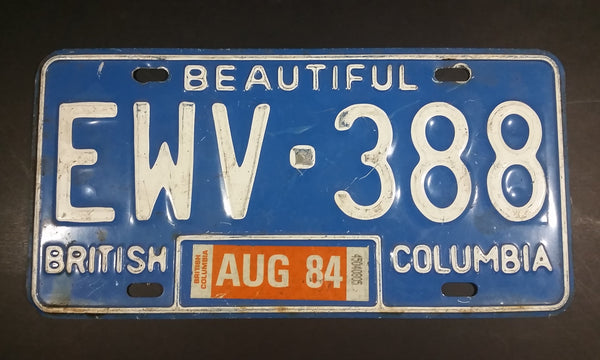 BEAUTIFUL
EWV·388
BRITISH COLUMBIA
BRITISH COLUMBIA AUG 84